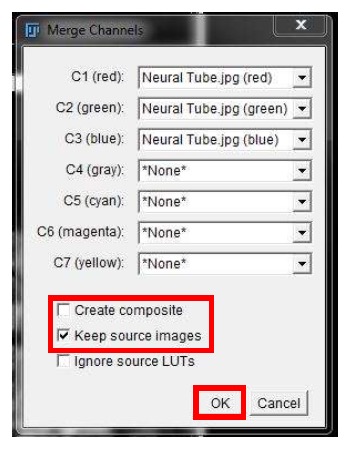 Merge Channels
C1 (red): Neural Tube.jpg (red)
C2 (green): Neural Tube.jpg (green)
C3 (blue): Neural Tube.jpg (blue)
C4 (gray): *None*
C5 (cyan): *None*
C6 (magenta): *None*
C7 (yellow): *None*
Create composite
Keep source images
Ignore source LUTs
OK Cancel